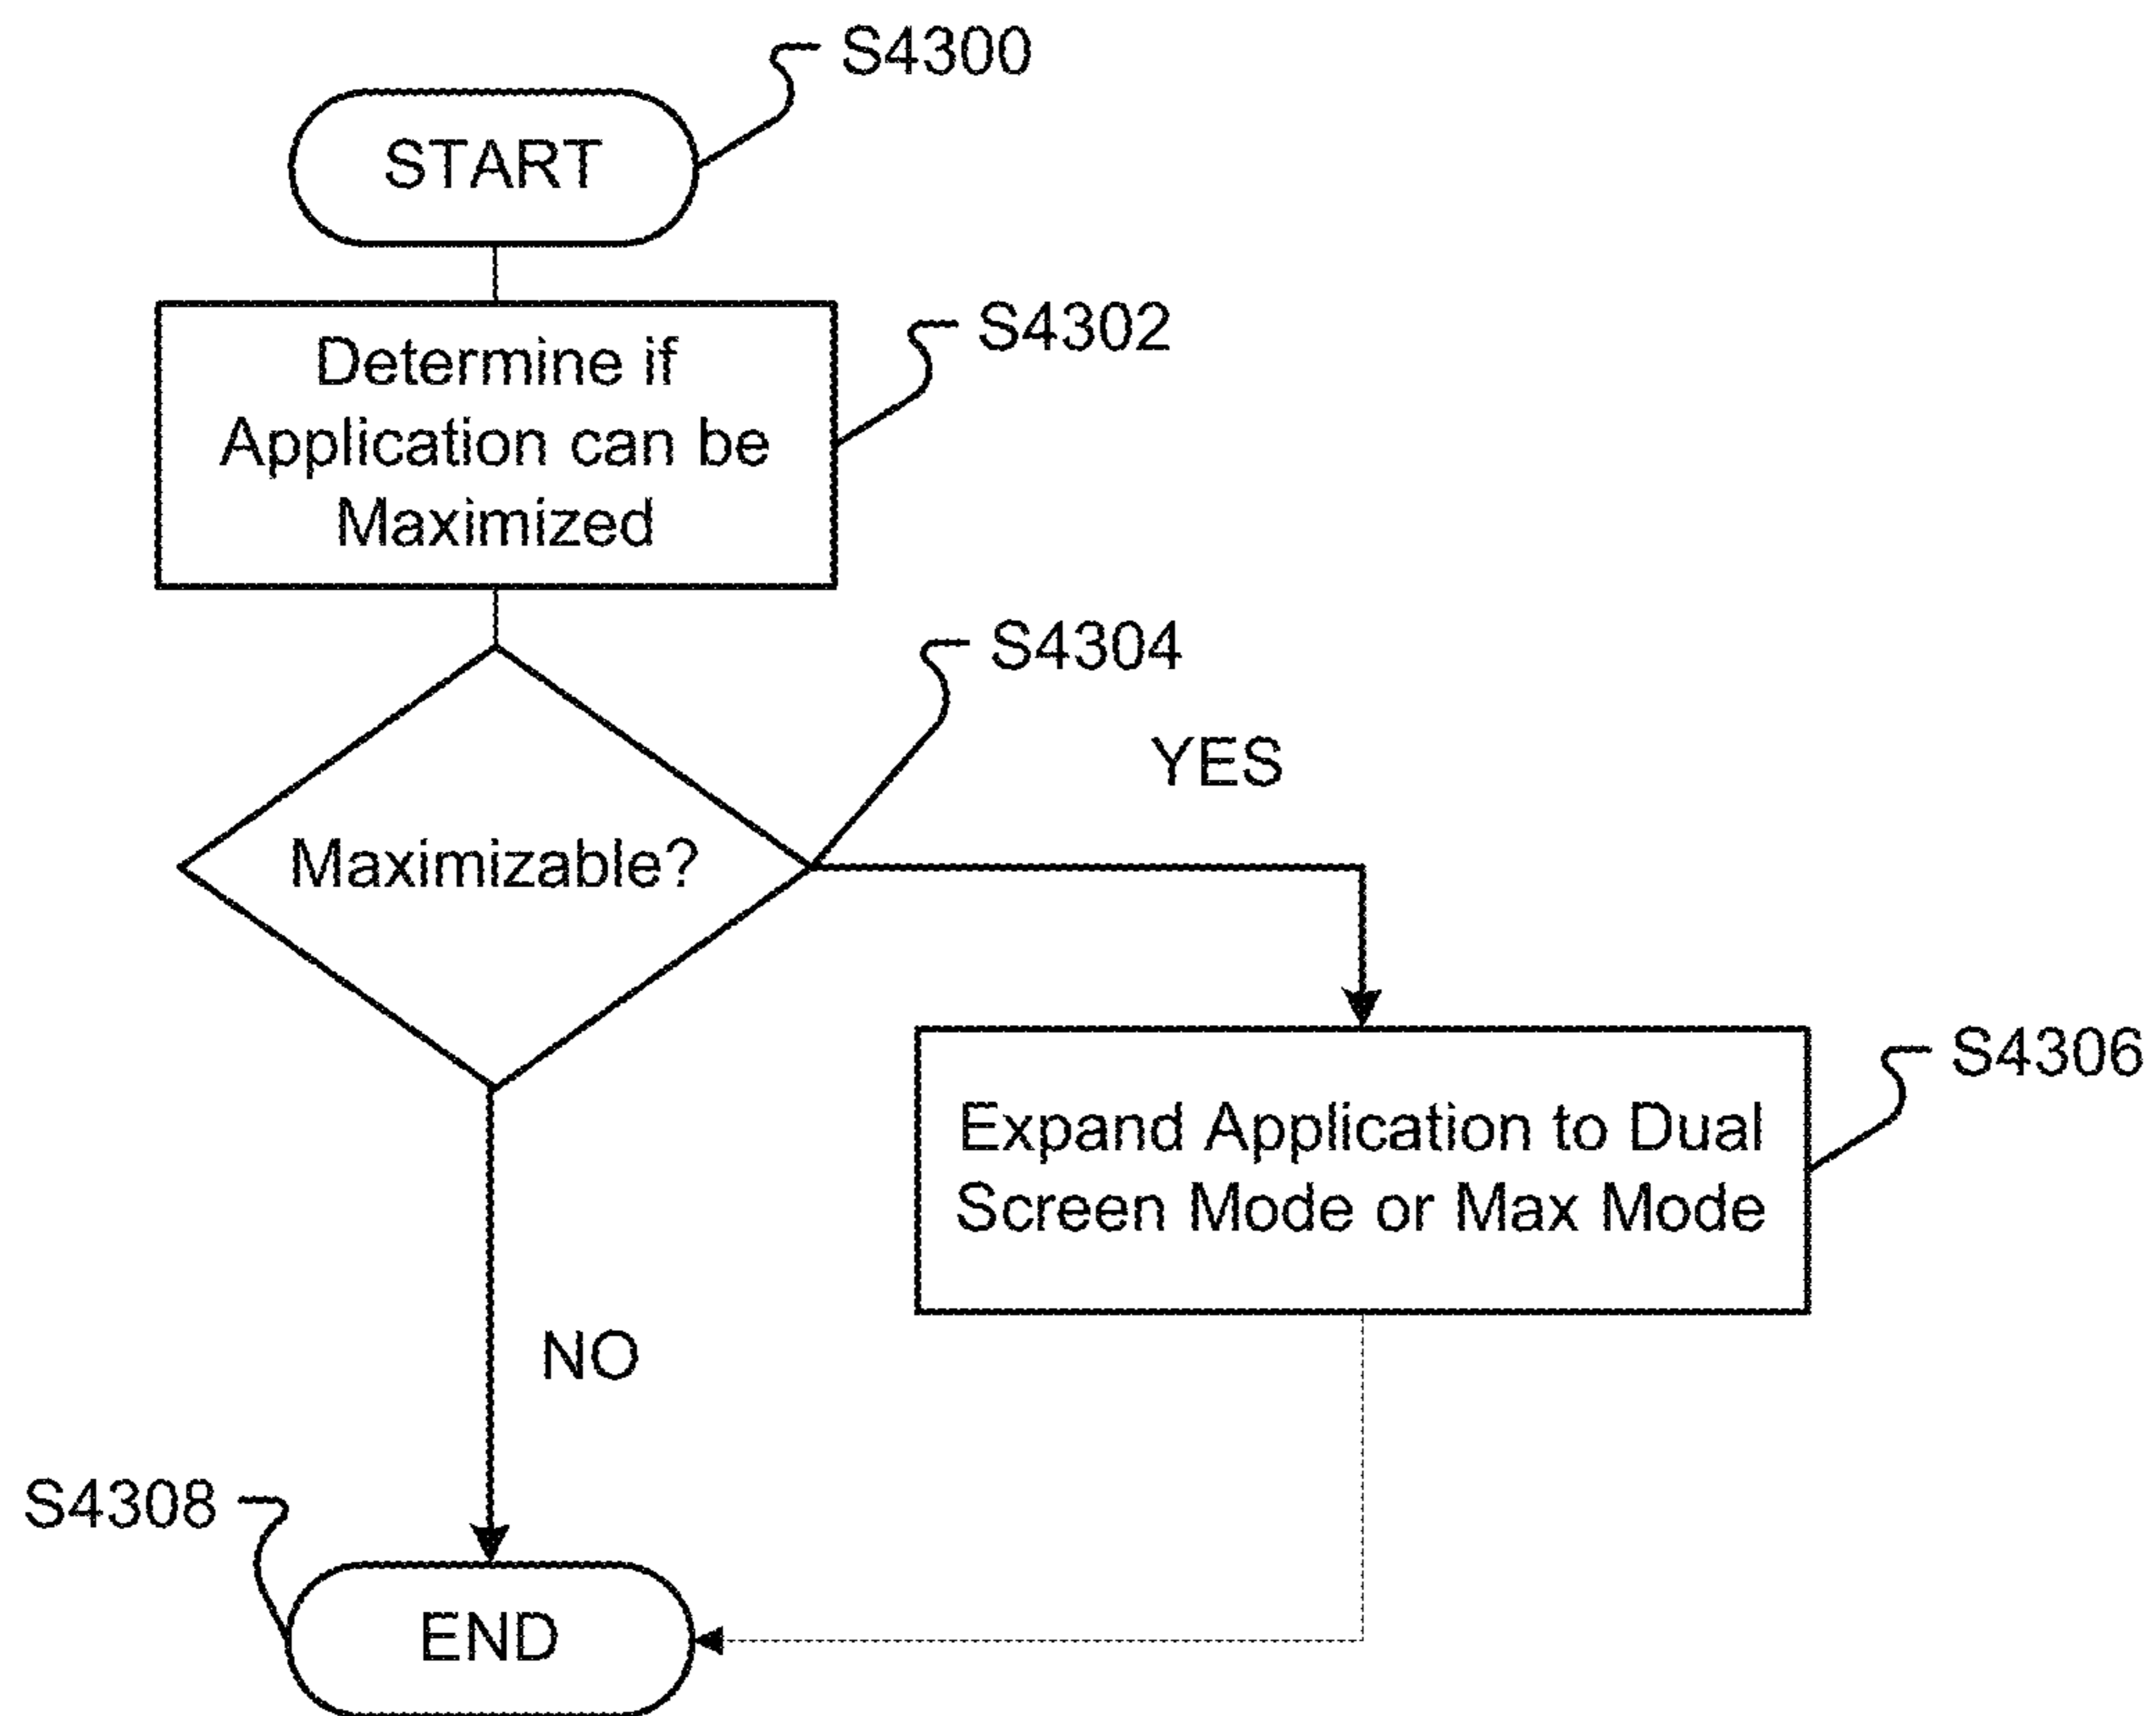 S4300
START
S4302
Determine if
Application can be
Maximized
S4304
YES
Maximizable?
S4306
Expand Application to Dual
Screen Mode or Max Mode
NO
S4308
END